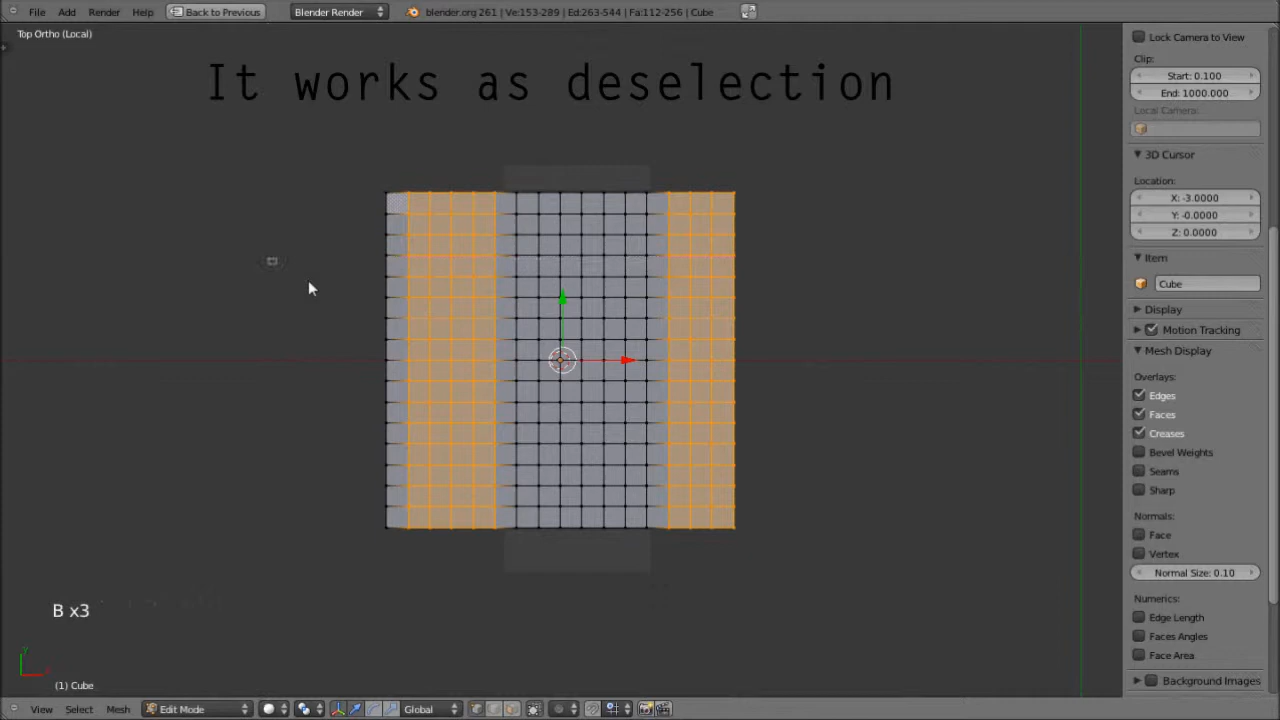 File Add Render Help Back to Previous Blender Render blender.org 261 | Ve:153-289 | Ed:263-544 | Fa:112-256 | Cube
Top Ortho (Local)
It works as deselection
Lock Camera to View
Clip:
Start: 0.100
End: 1000.000
Local Camera:
3D Cursor
Location:
X: -3.0000
Y: -0.0000
Z: 0.0000
Item
Cube
Display
Motion Tracking
Mesh Display
Overlays:
Edges
Faces
Creases
Bevel Weights
Seams
Sharp
Normals:
Face
Vertex
Normal Size: 0.10
Numerics:
Edge Length
Faces Angles
Face Area
Background Images
B x3
(1) Cube
View Select Mesh Edit Mode Global